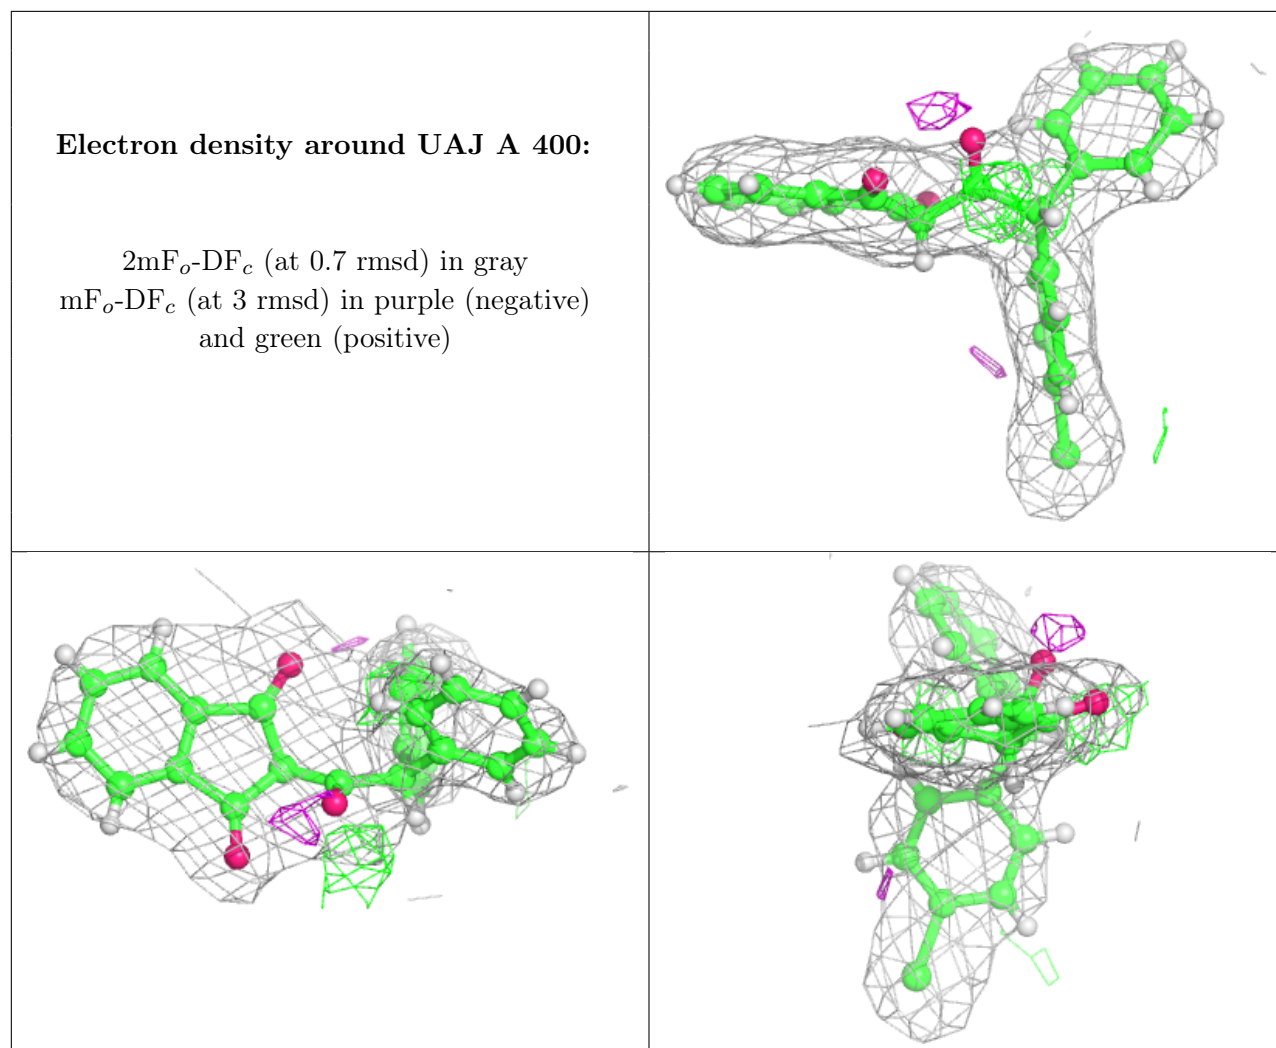 Electron density around UAJ A 400:
2mFo-DFc (at 0.7 rmsd) in gray
mFo-DFc (at 3 rmsd) in purple (negative)
and green (positive)